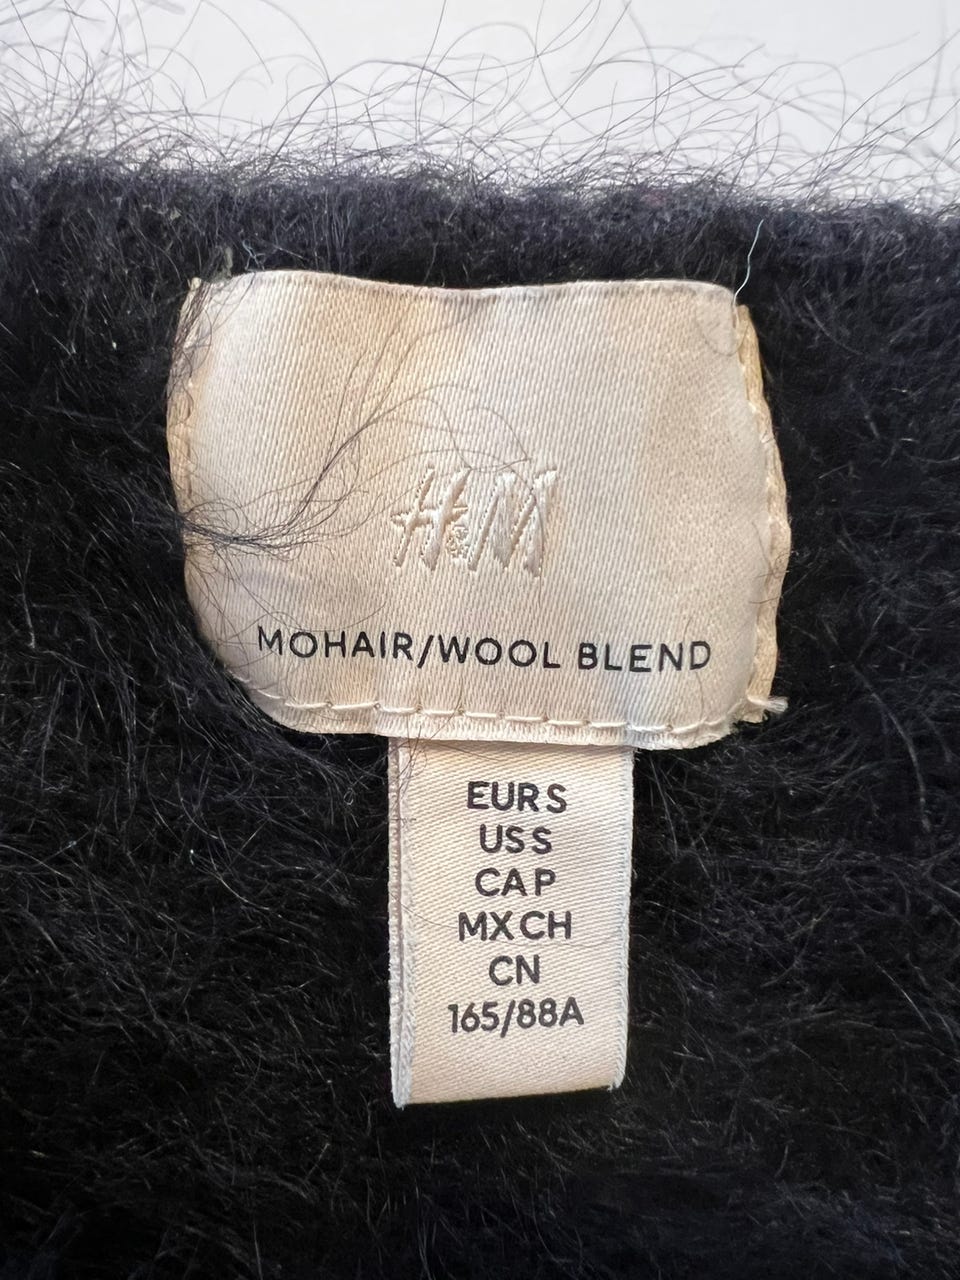 H&M
MOHAIR/WOOL BLEND
EUR S
US S
CA P
MX CH
CN
165/88A